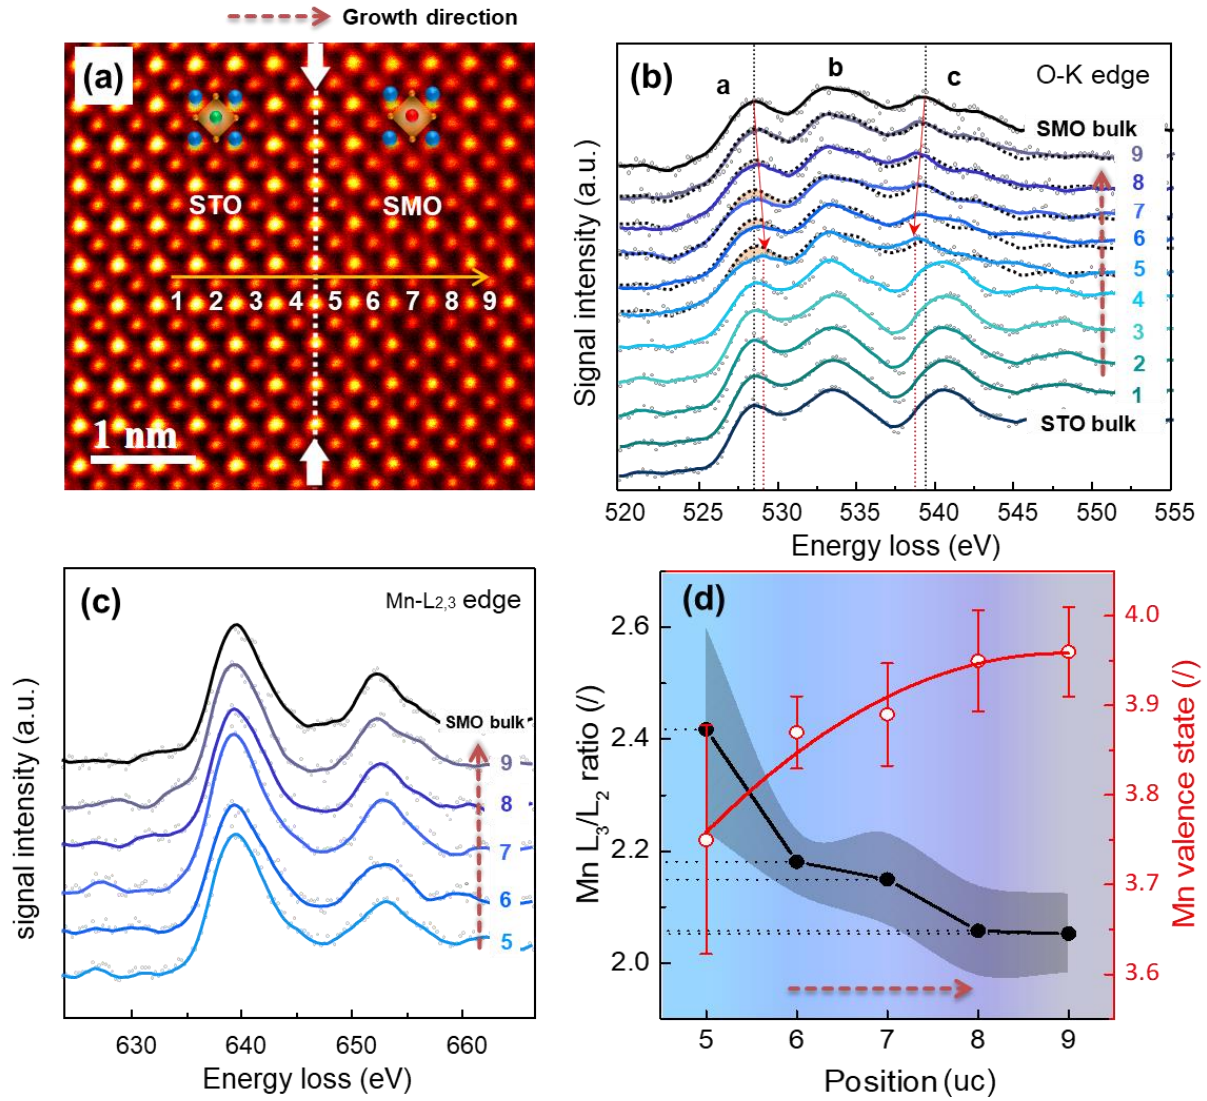 Growth direction
(a)
STO
SMO
1 2 3 4 5 6 7 8 9
1 nm
(b)
a
b
c
O-K edge
SMO bulk
9
8
7
6
5
4
3
2
1
STO bulk
Signal intensity (a.u.)
520 525 530 535 540 545 550 555
Energy loss (eV)
(c)
Mn-L2,3 edge
SMO bulk
9
8
7
6
5
signal intensity (a.u.)
630 640 650 660
Energy loss (eV)
(d)
Mn L3/L2 ratio (/)
2.6
2.4
2.2
2.0
4.0
3.9
3.8
3.7
3.6
Mn valence state (/)
5 6 7 8 9
Position (uc)